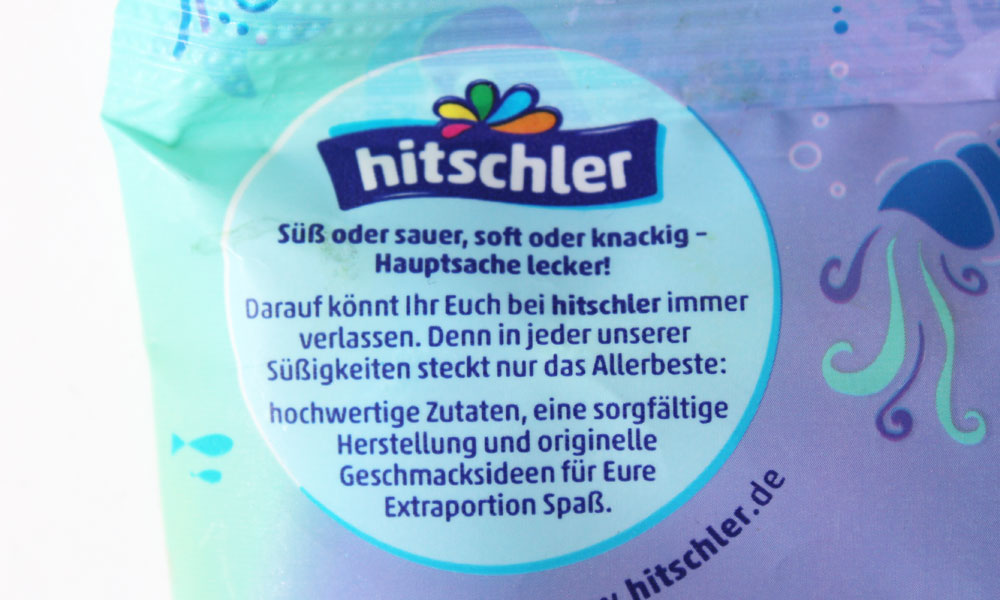 hitschler
Süß oder sauer, soft oder knackig –
Hauptsache lecker!
Darauf könnt Ihr Euch bei hitschler immer
verlassen. Denn in jeder unserer
Süßigkeiten steckt nur das Allerbeste:
hochwertige Zutaten, eine sorgfältige
Herstellung und originelle
Geschmacksideen für Eure
Extraportion Spaß.
hitschler.de